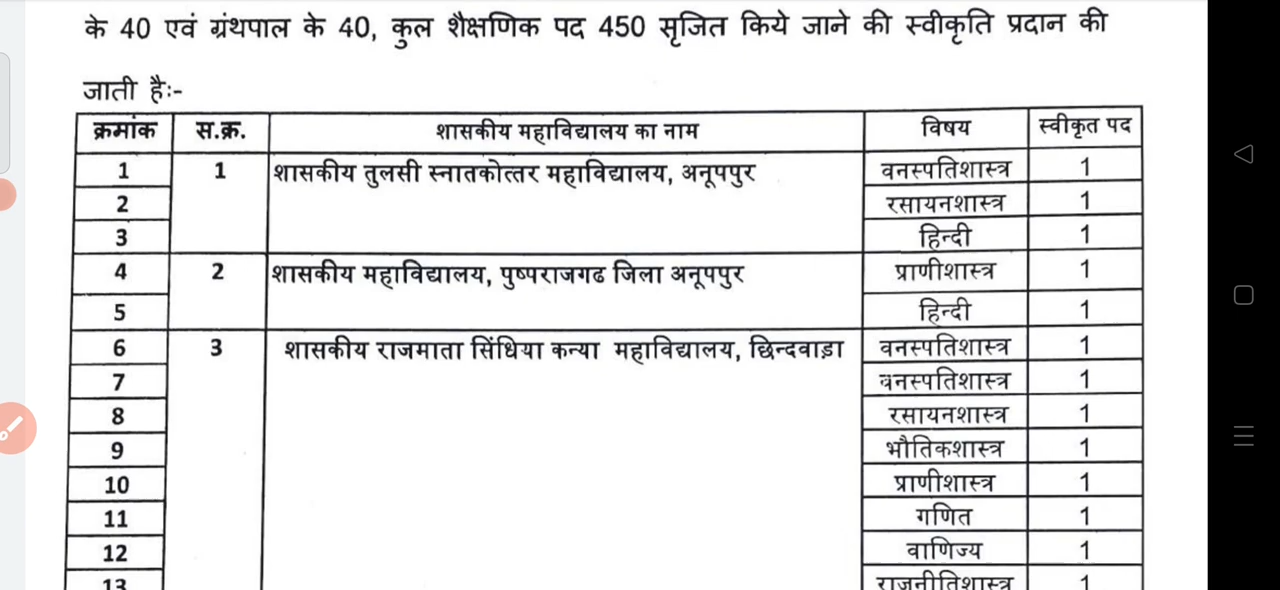 के 40 एवं ग्रंथपाल के 40, कुल शैक्षणिक पद 450 सृजित किये जाने की स्वीकृति प्रदान की
जाती हैः-
क्रमांक स.क्र. शासकीय महाविद्यालय का नाम विषय स्वीकृत पद
1 1 शासकीय तुलसी स्नातकोत्तर महाविद्यालय, अनूपपुर वनस्पतिशास्त्र 1
2 रसायनशास्त्र 1
3 हिन्दी 1
4 2 शासकीय महाविद्यालय, पुष्पराजगढ जिला अनूपपुर प्राणीशास्त्र 1
5 हिन्दी 1
6 3 शासकीय राजमाता सिंधिया कन्या महाविद्यालय, छिन्दवाड़ा वनस्पतिशास्त्र 1
7 वनस्पतिशास्त्र 1
8 रसायनशास्त्र 1
9 भौतिकशास्त्र 1
10 प्राणीशास्त्र 1
11 गणित 1
12 वाणिज्य 1
13 राजनीतिशास्त्र 1